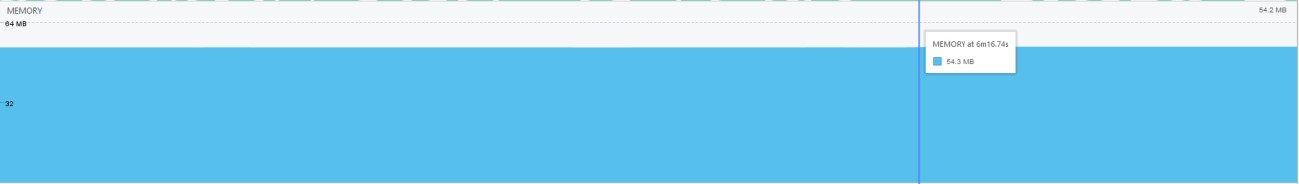 MEMORY
54.2 MB
64 MB
MEMORY at 6m16.74s
54.3 MB
32